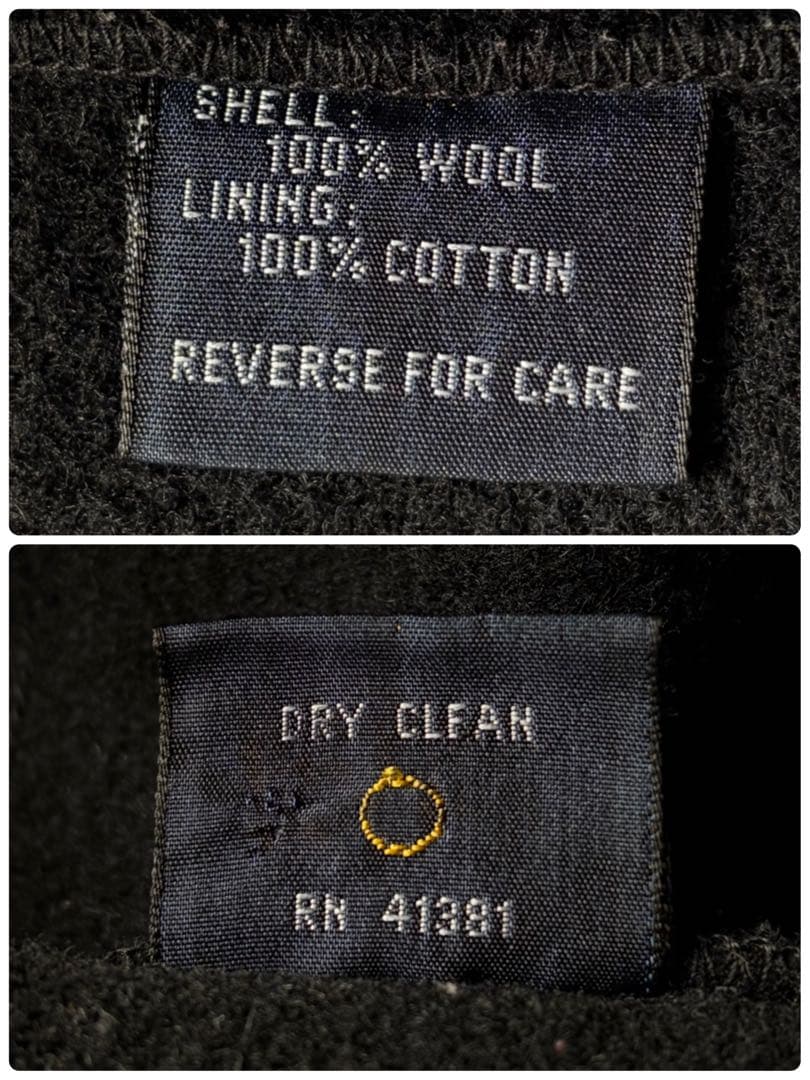 SHELL:
100% WOOL
LINING:
100% COTTON
REVERSE FOR CARE
DRY CLEAN
RN 41381